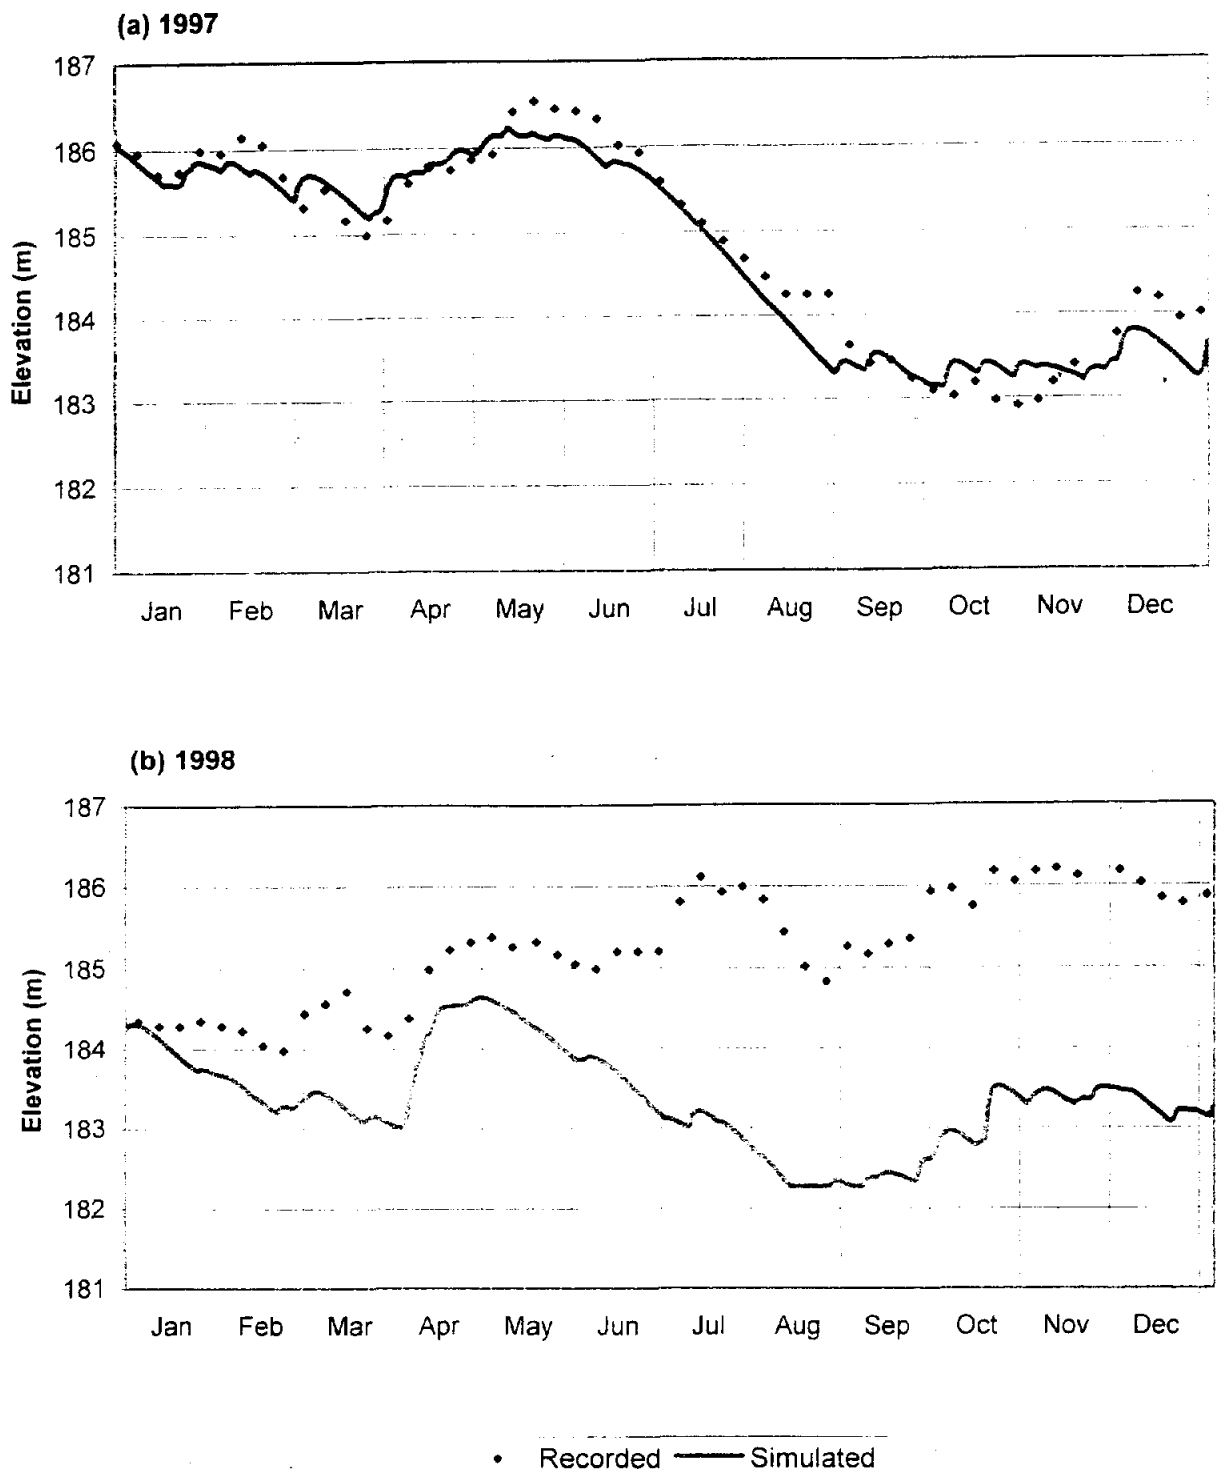 (a) 1997
187
186
185
184
183
182
181
Elevation (m)
Jan Feb Mar Apr May Jun Jul Aug Sep Oct Nov Dec
(b) 1998
187
186
185
184
183
182
181
Elevation (m)
Jan Feb Mar Apr May Jun Jul Aug Sep Oct Nov Dec
Recorded Simulated